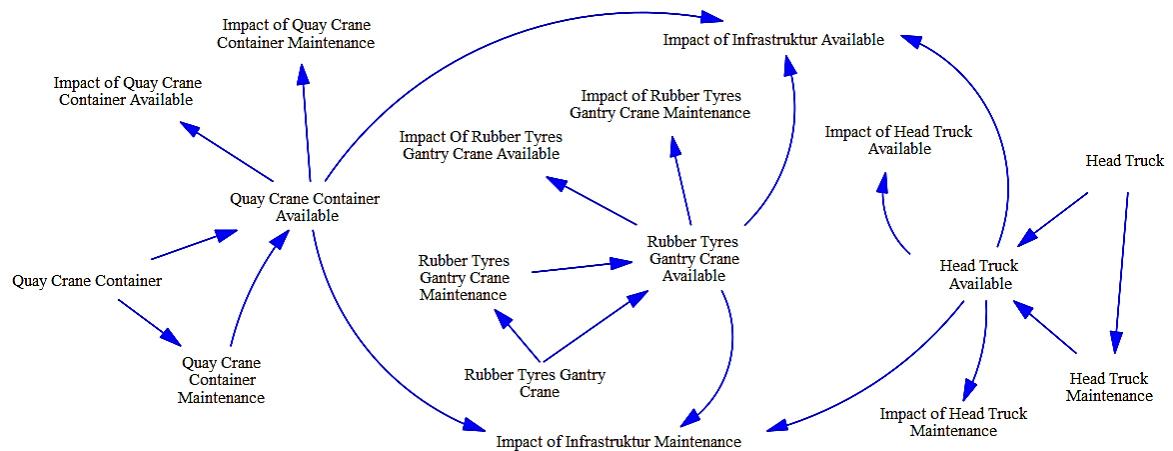 Impact of Quay Crane
Container Maintenance
Impact of Infrastruktur Available
Impact of Quay Crane
Container Available
Impact of Rubber Tyres
Gantry Crane Maintenance
Impact Of Rubber Tyres
Gantry Crane Available
Impact of Head Truck
Available
Head Truck
Quay Crane Container
Available
Rubber Tyres
Gantry Crane
Available
Rubber Tyres
Gantry Crane
Maintenance
Head Truck
Available
Quay Crane Container
Quay Crane
Container
Maintenance
Rubber Tyres Gantry
Crane
Head Truck
Maintenance
Impact of Head Truck
Maintenance
Impact of Infrastruktur Maintenance